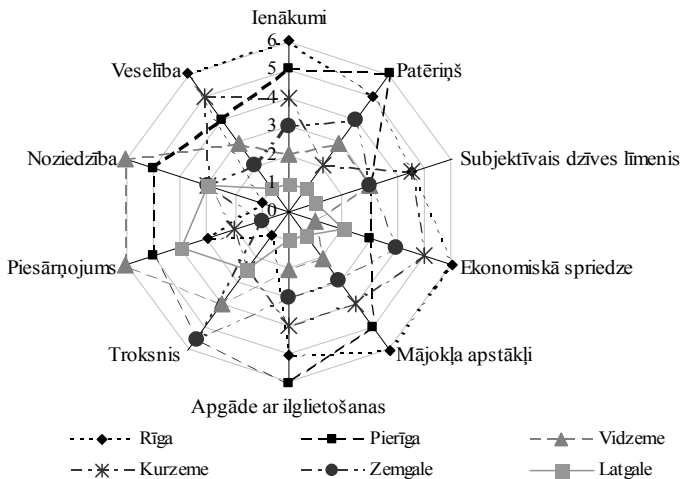 Ienākumi
6
Veselība
5
Patēriņš
4
Noziedzība
3
Subjektīvais dzīves līmenis
2
1
0
Piesārņojums
Ekonomiskā spriedze
Troksnis
Mājokļa apstākļi
Apgāde ar ilglietošanas
Rīga
Pierīga
Vidzeme
Kurzeme
Zemgale
Latgale